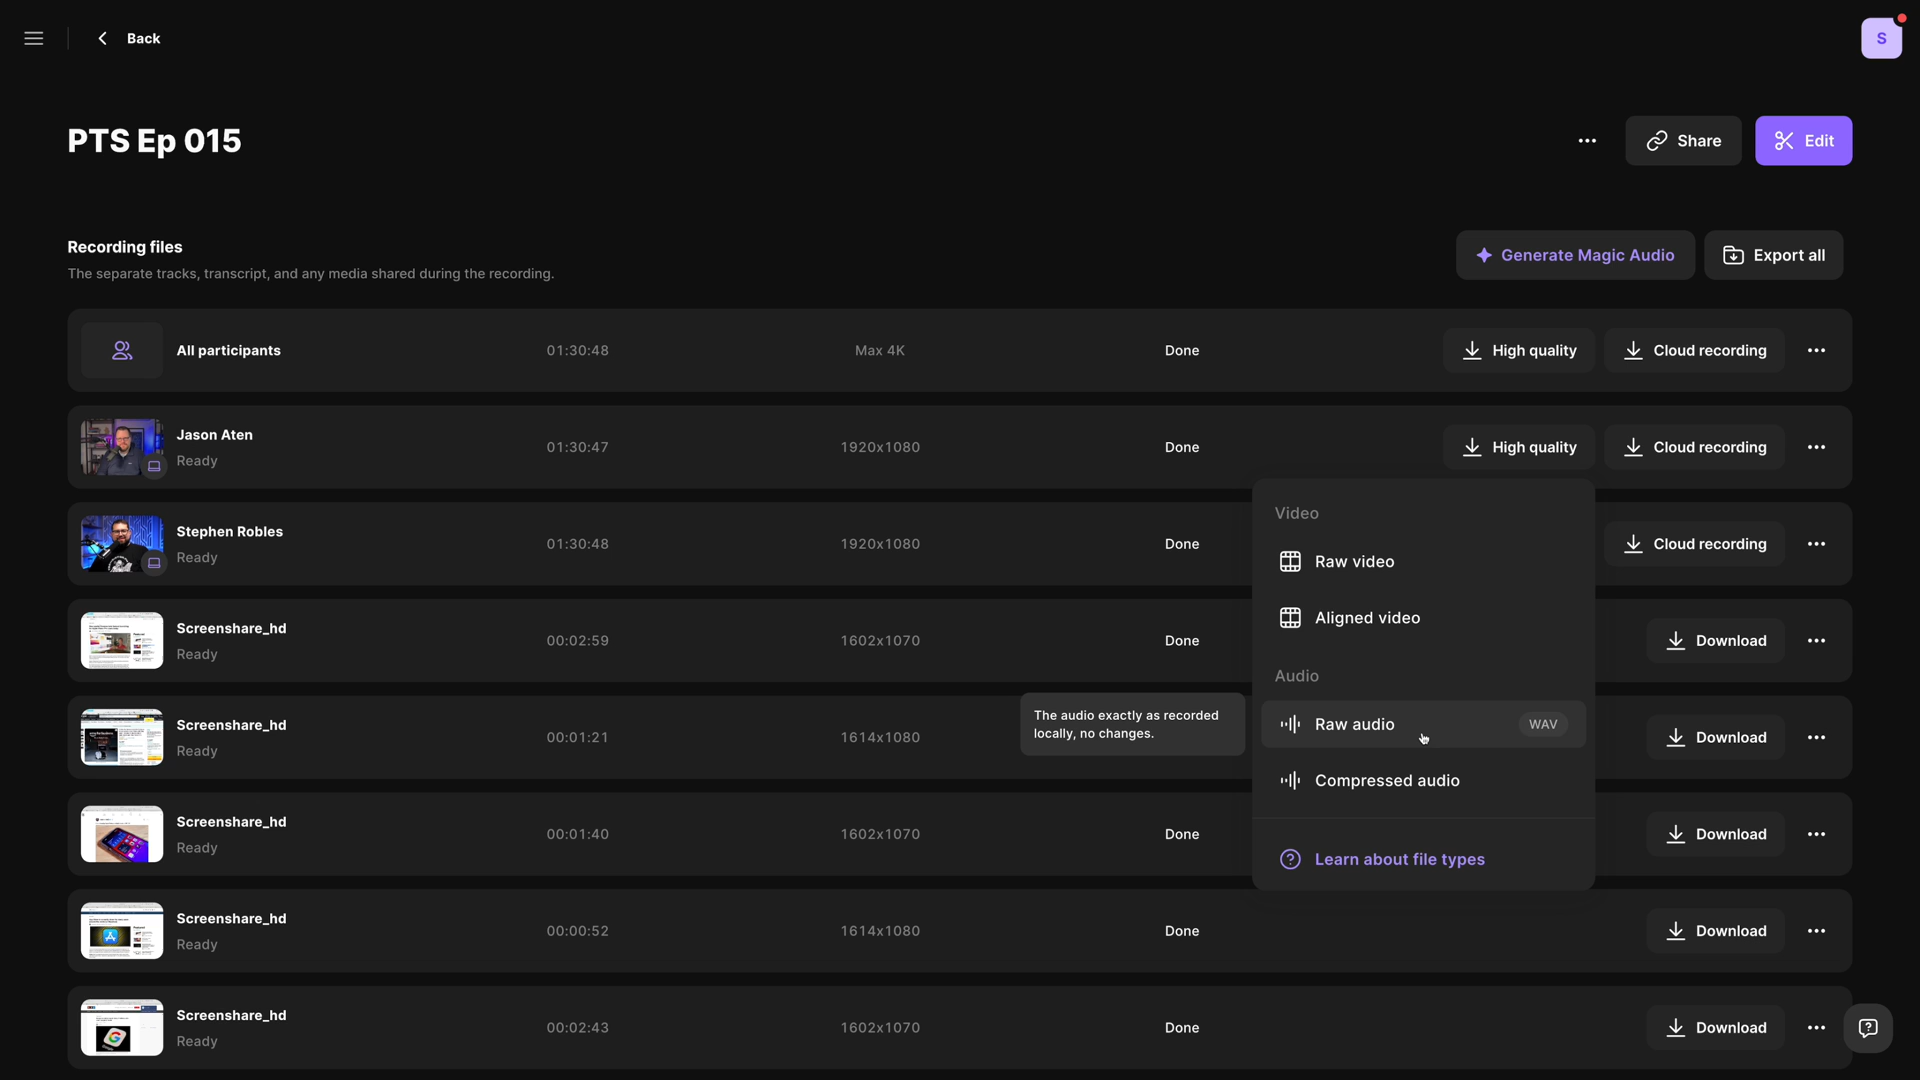 Back
S
PTS Ep 015
Share
Edit
Recording files
The separate tracks, transcript, and any media shared during the recording.
Generate Magic Audio
Export all
All participants
01:30:48
Max 4K
Done
High quality
Cloud recording
Jason Aten
Ready
01:30:47
1920x1080
Done
High quality
Cloud recording
Stephen Robles
Ready
01:30:48
1920x1080
Done
Cloud recording
Video
Raw video
Aligned video
Audio
Raw audio
WAV
Compressed audio
Learn about file types
The audio exactly as recorded
locally, no changes.
Screenshare_hd
Ready
00:02:59
1602x1070
Done
Download
Screenshare_hd
Ready
00:01:21
1614x1080
Download
Screenshare_hd
Ready
00:01:40
1602x1070
Done
Download
Screenshare_hd
Ready
00:00:52
1614x1080
Done
Download
Screenshare_hd
Ready
00:02:43
1602x1070
Done
Download